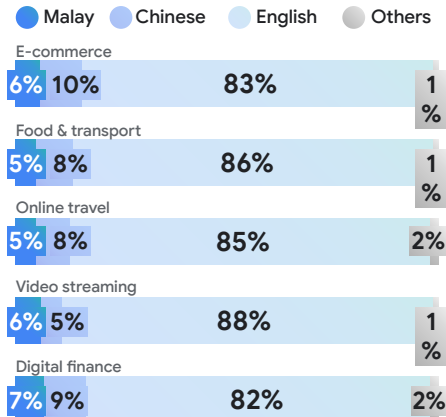 Malay Chinese English Others
E-commerce
6% 10% 83% 1%
Food & transport
5% 8% 86% 1%
Online travel
5% 8% 85% 2%
Video streaming
6% 5% 88% 1%
Digital finance
7% 9% 82% 2%